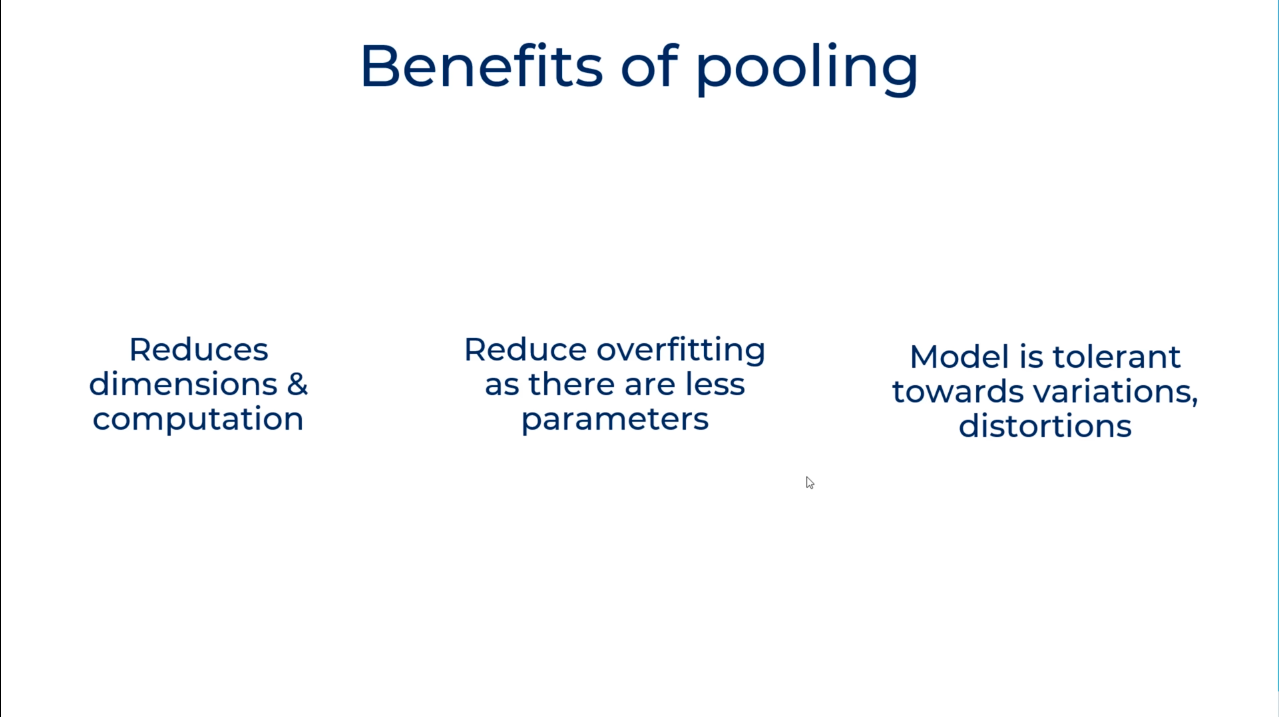 Benefits of pooling
Reduces
dimensions &
computation
Reduce overfitting
as there are less
parameters
Model is tolerant
towards variations,
distortions